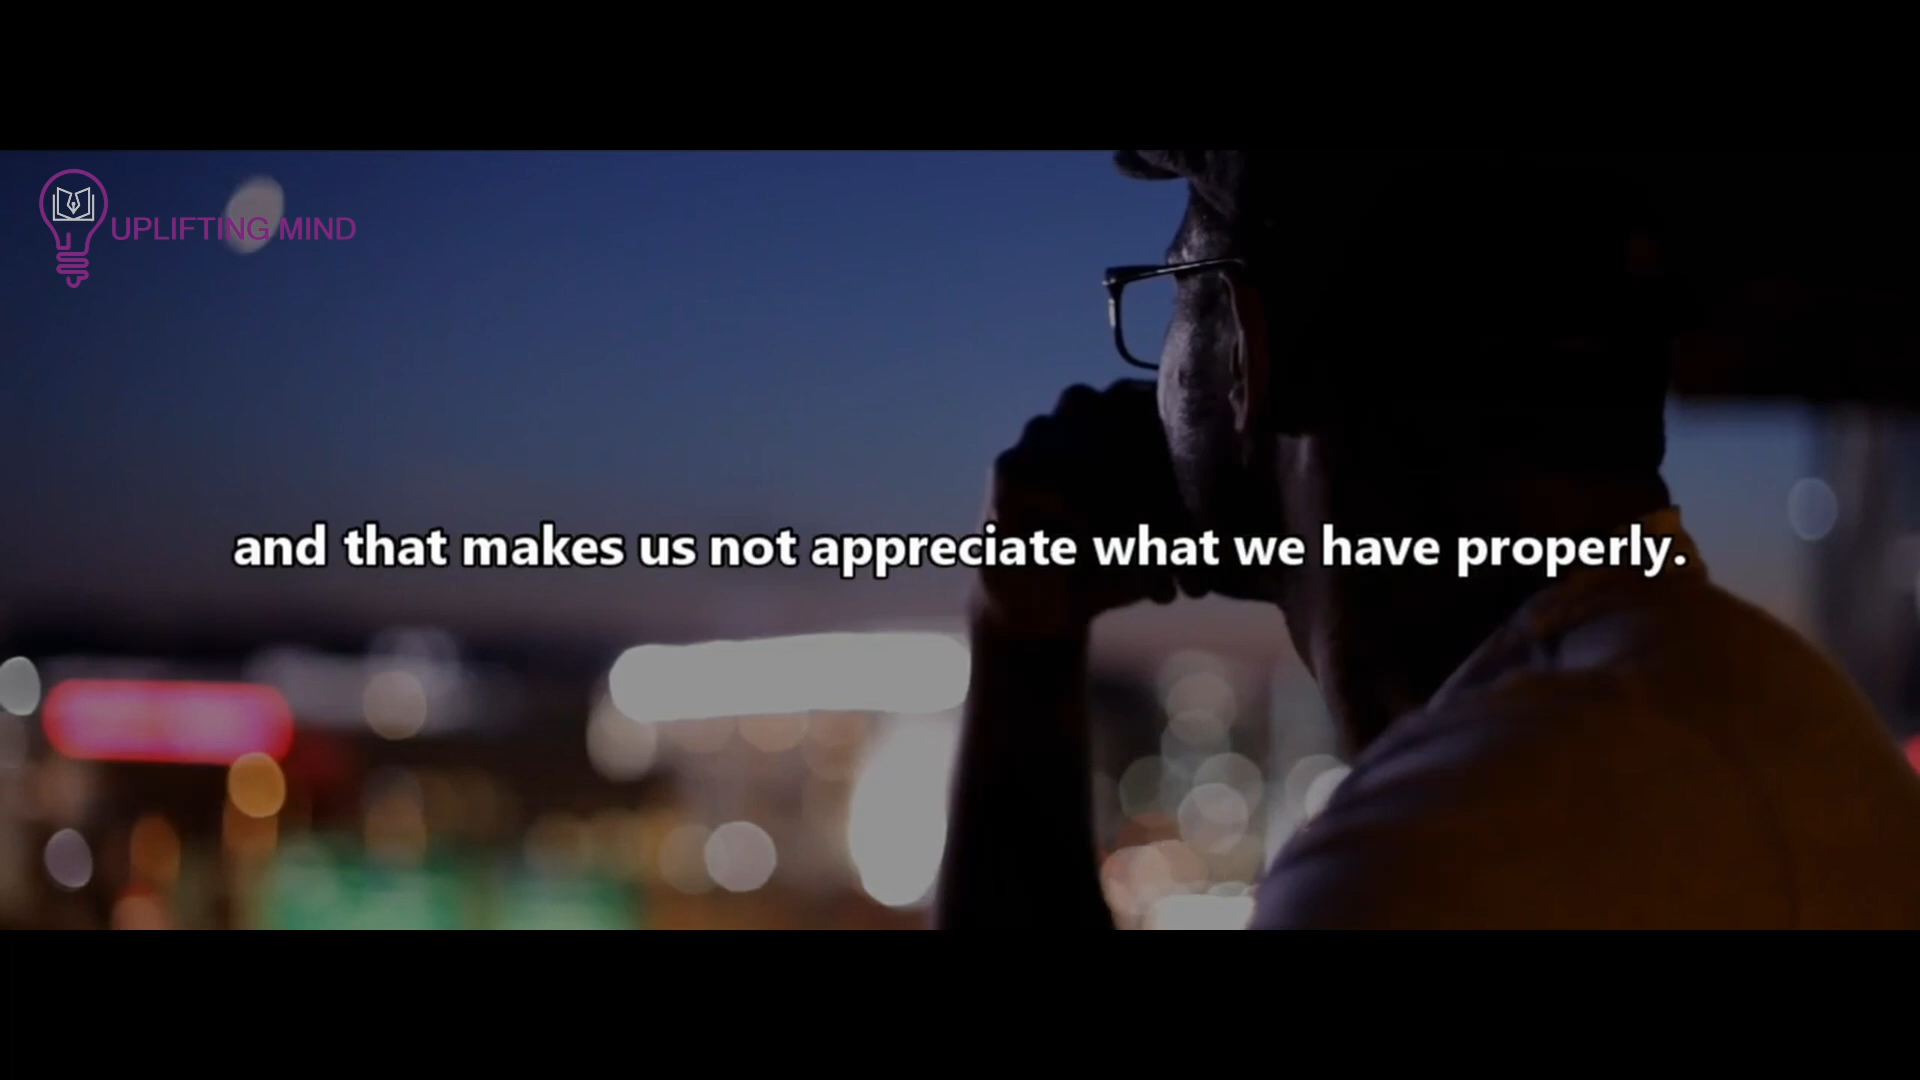 UPLIFTING MIND
and that makes us not appreciate what we have properly.